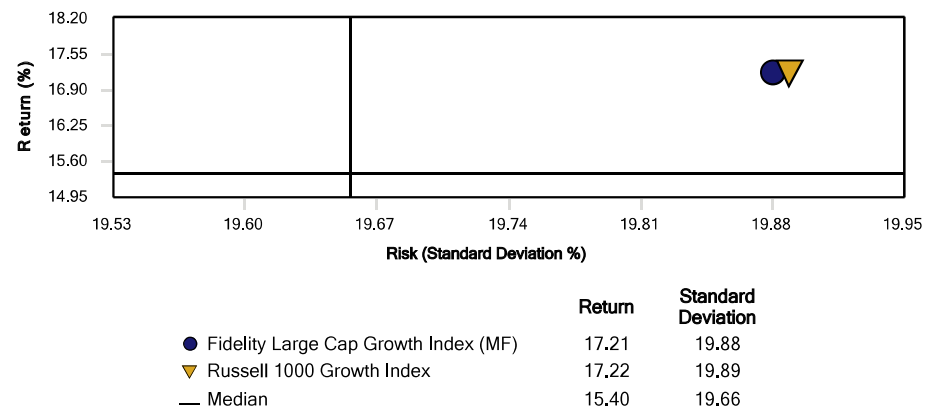 18.20
17.55
16.90
16.25
15.60
14.95
Return (%)
19.53 19.60 19.67 19.74 19.81 19.88 19.95
Risk (Standard Deviation %)
Return Standard Deviation
Fidelity Large Cap Growth Index (MF) 17.21 19.88
Russell 1000 Growth Index 17.22 19.89
Median 15.40 19.66